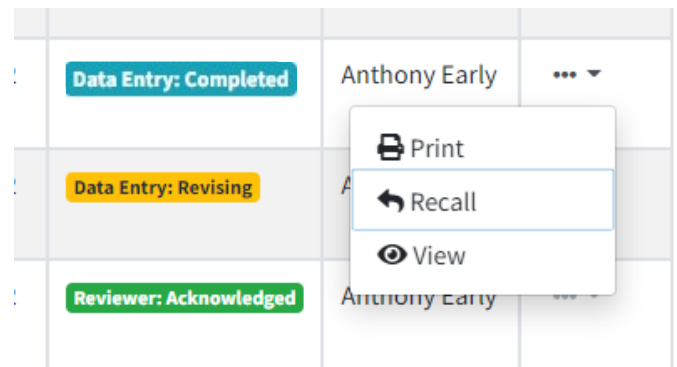 Data Entry: Completed
Anthony Early
Print
Data Entry: Revising
Recall
View
Reviewer: Acknowledged
Anthony Early